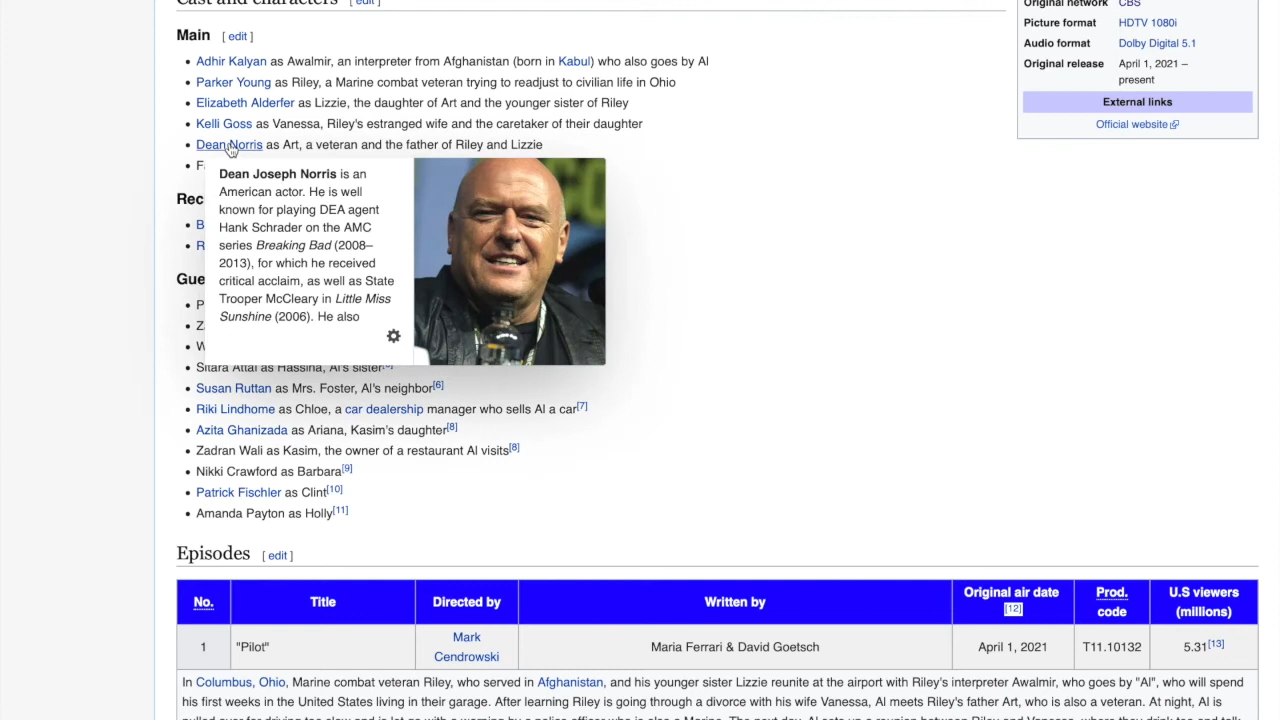 Cast and characters [ edit ]
Main [ edit ]
Adhir Kalyan as Awalmir, an interpreter from Afghanistan (born in Kabul) who also goes by Al
Parker Young as Riley, a Marine combat veteran trying to readjust to civilian life in Ohio
Elizabeth Alderfer as Lizzie, the daughter of Art and the younger sister of Riley
Kelli Goss as Vanessa, Riley's estranged wife and the caretaker of their daughter
Dean Norris as Art, a veteran and the father of Riley and Lizzie
Dean Joseph Norris is an
American actor. He is well
known for playing DEA agent
Hank Schrader on the AMC
series Breaking Bad (2008–
2013), for which he received
critical acclaim, as well as State
Trooper McCleary in Little Miss
Sunshine (2006). He also
Sitara Attai as Hassina, Al's sister
Susan Ruttan as Mrs. Foster, Al's neighbor[6]
Riki Lindhome as Chloe, a car dealership manager who sells Al a car[7]
Azita Ghanizada as Ariana, Kasim's daughter[8]
Zadran Wali as Kasim, the owner of a restaurant Al visits[8]
Nikki Crawford as Barbara[9]
Patrick Fischler as Clint[10]
Amanda Payton as Holly[11]
Original network CBS
Picture format HDTV 1080i
Audio format Dolby Digital 5.1
Original release April 1, 2021 –
present
External links
Official website
Episodes [ edit ]
No. Title Directed by Written by Original air date [12] Prod. code U.S viewers (millions)
1 "Pilot" Mark Cendrowski Maria Ferrari & David Goetsch April 1, 2021 T11.10132 5.31[13]
In Columbus, Ohio, Marine combat veteran Riley, who served in Afghanistan, and his younger sister Lizzie reunite at the airport with Riley's interpreter Awalmir, who goes by "Al", who will spend
his first weeks in the United States living in their garage. After learning Riley is going through a divorce with his wife Vanessa, Al meets Riley's father Art, who is also a veteran. At night, Al is